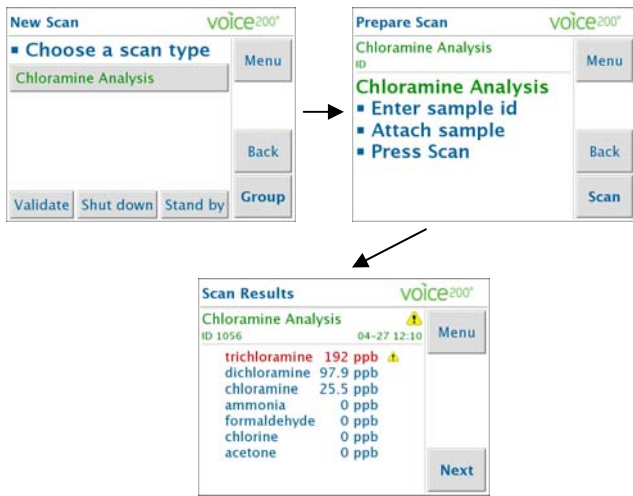 New Scan voice200"
Choose a scan type
Chloramine Analysis
Menu
Back
Validate Shut down Stand by Group
Prepare Scan voice200"
Chloramine Analysis
ID
Menu
Chloramine Analysis
Enter sample id
Attach sample
Press Scan
Back
Scan
Scan Results voice200"
Chloramine Analysis
ID 1056 04-27 12:10
Menu
trichloramine 192 ppb
dichloramine 97.9 ppb
chloramine 25.5 ppb
ammonia 0 ppb
formaldehyde 0 ppb
chlorine 0 ppb
acetone 0 ppb
Next